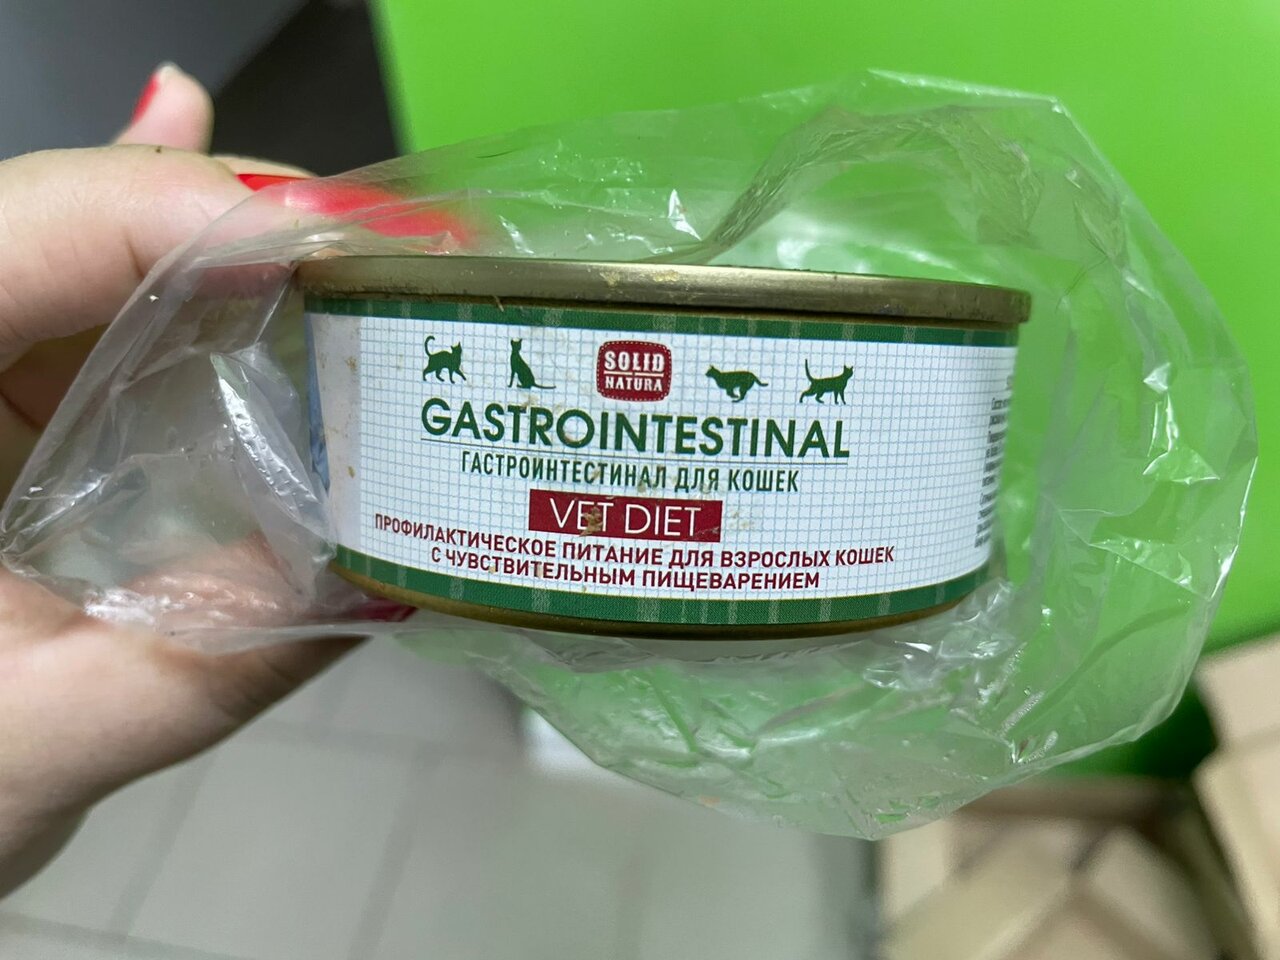 SOLID
NATURA
GASTROINTESTINAL
ГАСТРОИНТЕСТИНАЛ ДЛЯ КОШЕК
VET DIET
ПРОФИЛАКТИЧЕСКОЕ ПИТАНИЕ ДЛЯ ВЗРОСЛЫХ КОШЕК
С ЧУВСТВИТЕЛЬНЫМ ПИЩЕВАРЕНИЕМ